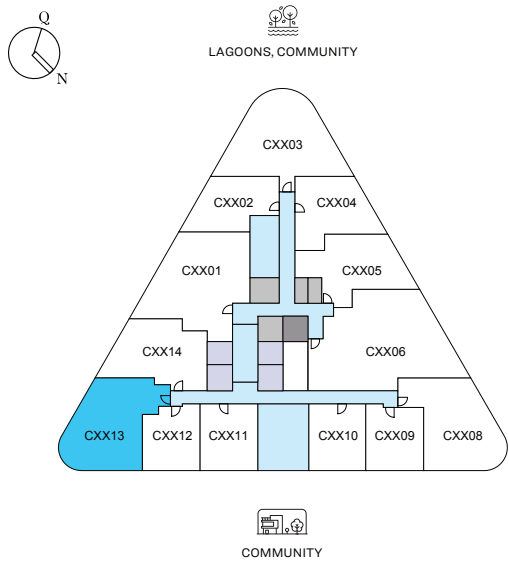 Q
N
LAGOONS, COMMUNITY
CXX03
CXX02
CXX04
CXX01
CXX05
CXX14
CXX06
CXX13
CXX12
CXX11
CXX10
CXX09
CXX08
COMMUNITY